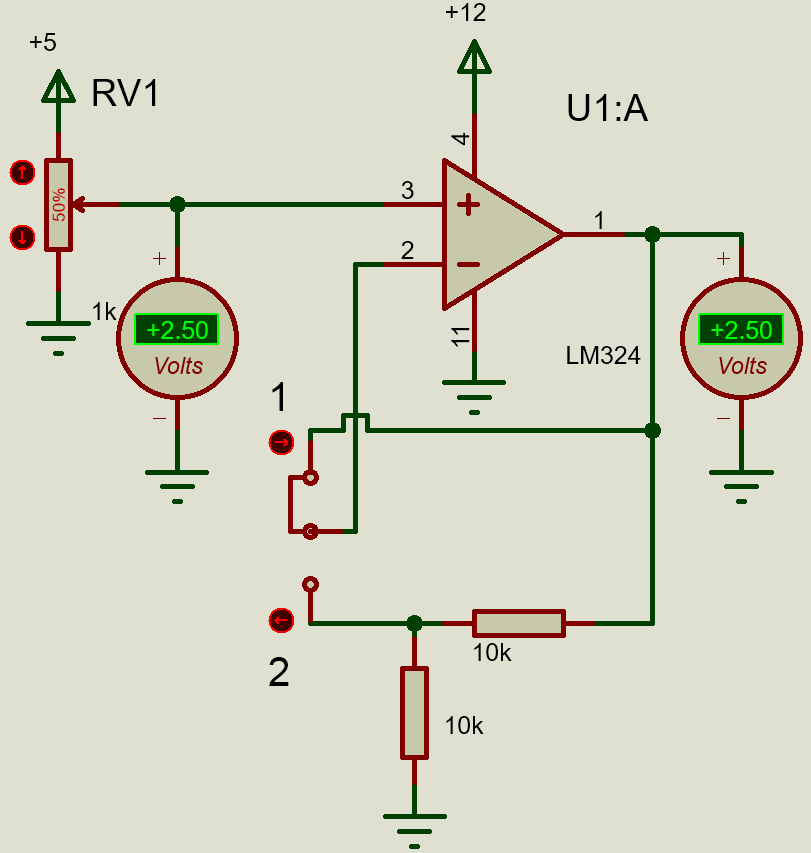 +12
+5
RV1
U1:A
4
50%
3
1
+
2
+
+
1k
+2.50
Volts
11
LM324
+2.50
Volts
1
2
10k
10k